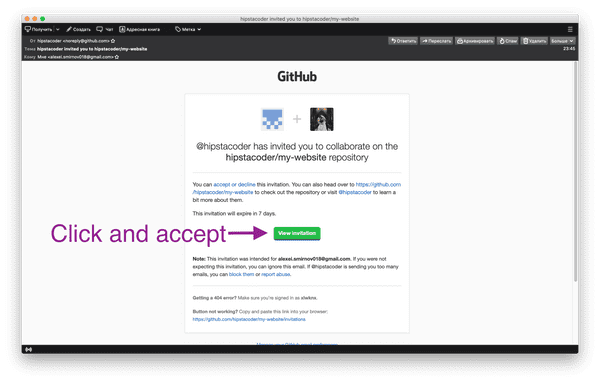 hipstacoder invited you to hipstacoder/my-website
Получить Создать Чат Адресная книга Метка
От hipstacoder <noreply@github.com>
Ответить Переслать Архивировать Спам Удалить Больше
Тема hipstacoder invited you to hipstacoder/my-website 23:45
Кому Мне <alexei.smirnov018@gmail.com>
GitHub
@hipstacoder has invited you to collaborate on the
hipstacoder/my-website repository
You can accept or decline this invitation. You can also head over to https://github.com
/hipstacoder/my-website to check out the repository or visit @hipstacoder to learn a
bit more about them.
This invitation will expire in 7 days.
Click and accept
View invitation
Note: This invitation was intended for alexei.smirnov018@gmail.com. If you were not
expecting this invitation, you can ignore this email. If @hipstacoder is sending you too many
emails, you can block them or report abuse.
Getting a 404 error? Make sure you're signed in as
Button not working? Copy and paste this link into your browser:
https://github.com/hipstacoder/my-website/invitations